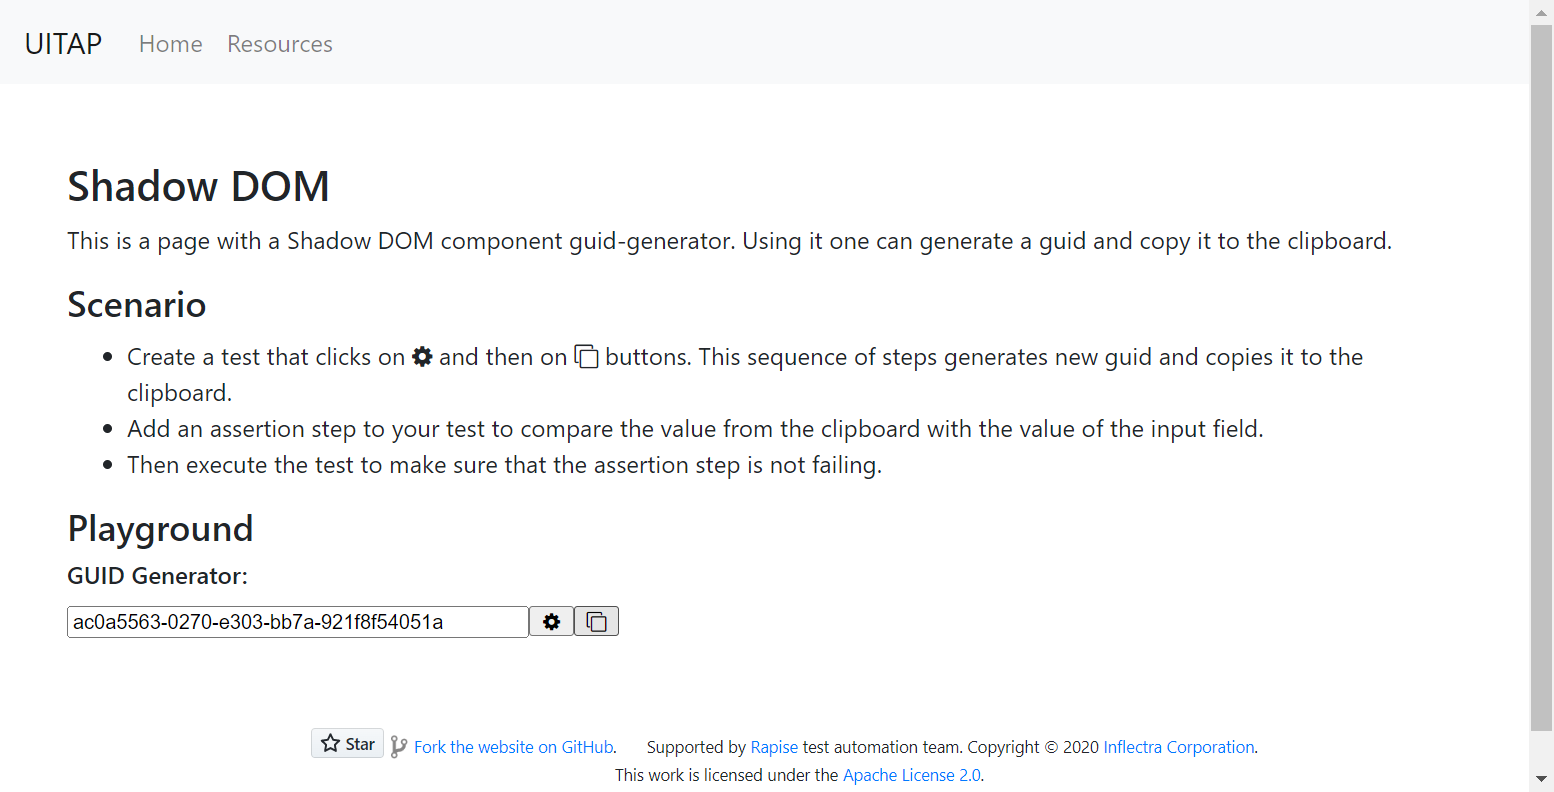 UITAP Home Resources
Shadow DOM
This is a page with a Shadow DOM component guid-generator. Using it one can generate a guid and copy it to the clipboard.
Scenario
Create a test that clicks on and then on buttons. This sequence of steps generates new guid and copies it to the
clipboard.
Add an assertion step to your test to compare the value from the clipboard with the value of the input field.
Then execute the test to make sure that the assertion step is not failing.
Playground
GUID Generator:
ac0a5563-0270-e303-bb7a-921f8f54051a
Star Fork the website on GitHub. Supported by Rapise test automation team. Copyright © 2020 Inflectra Corporation.
This work is licensed under the Apache License 2.0.